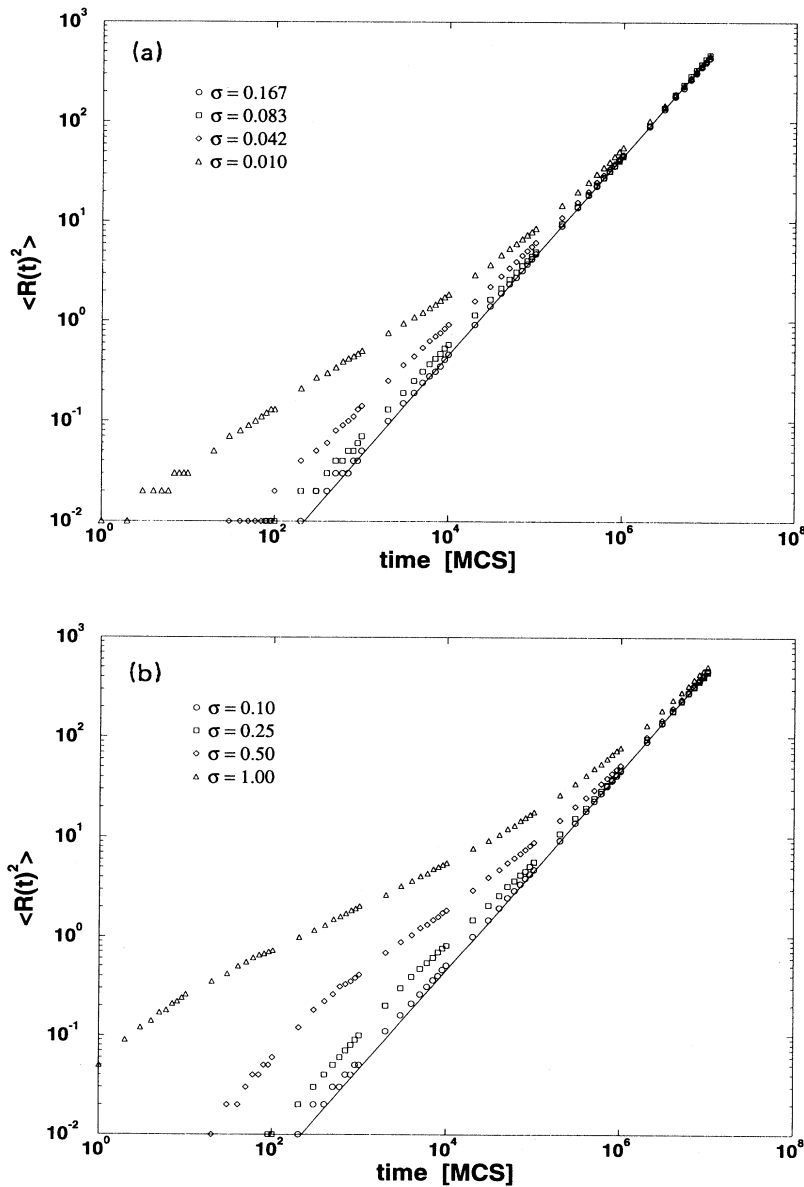 (a)
10^3
10^2
10^1
10^0
10^-1
10^-2
<R(t)^2>
σ = 0.167
σ = 0.083
σ = 0.042
σ = 0.010
10^0 10^2 10^4 10^6 10^8
time [MCS]
(b)
10^3
10^2
10^1
10^0
10^-1
10^-2
<R(t)^2>
σ = 0.10
σ = 0.25
σ = 0.50
σ = 1.00
10^0 10^2 10^4 10^6 10^8
time [MCS]